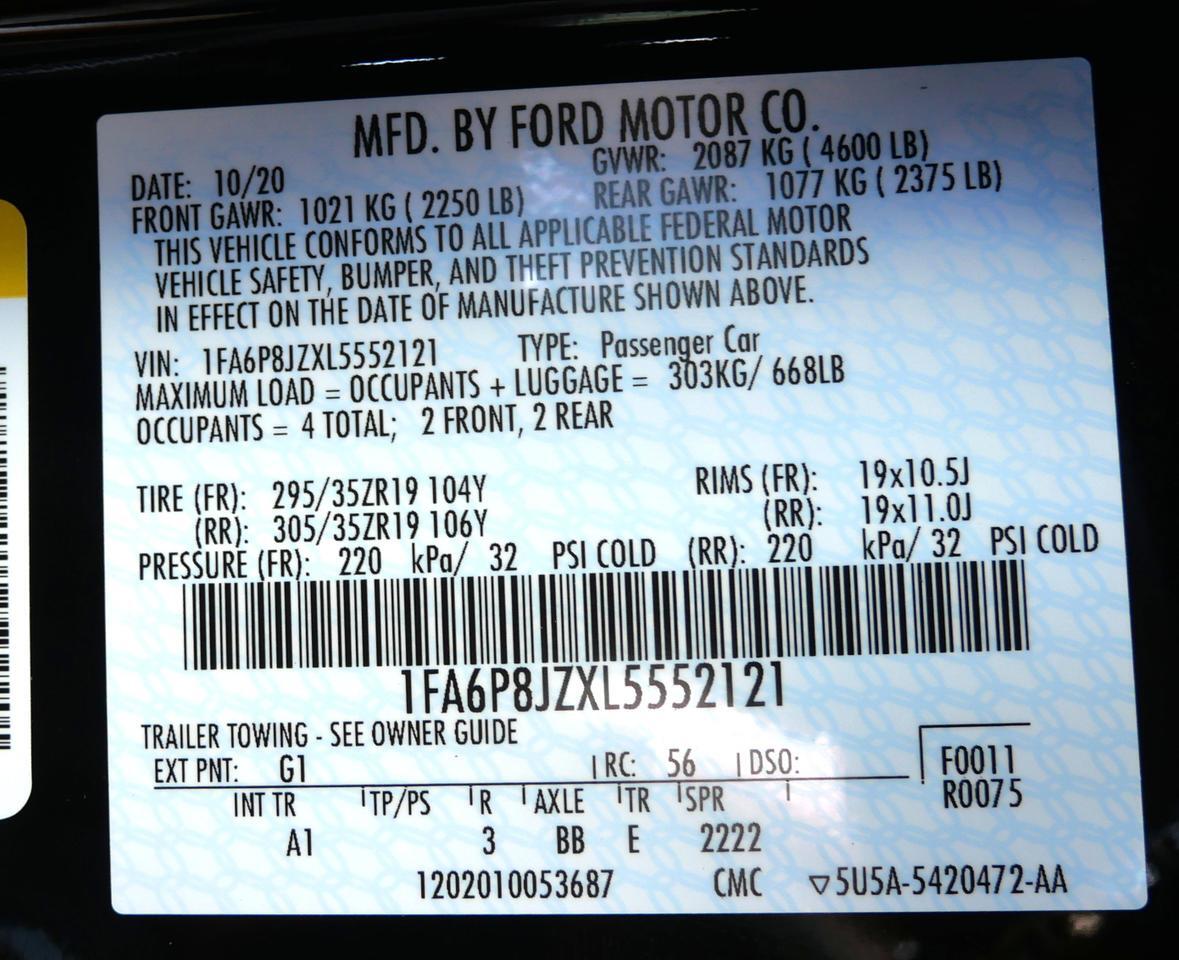 MFD. BY FORD MOTOR CO.
DATE: 10/20 GVWR: 2087 KG ( 4600 LB)
FRONT GAWR: 1021 KG ( 2250 LB) REAR GAWR: 1077 KG ( 2375 LB)
THIS VEHICLE CONFORMS TO ALL APPLICABLE FEDERAL MOTOR
VEHICLE SAFETY, BUMPER, AND THEFT PREVENTION STANDARDS
IN EFFECT ON THE DATE OF MANUFACTURE SHOWN ABOVE.
VIN: 1FA6P8JZXL5552121 TYPE: Passenger Car
MAXIMUM LOAD = OCCUPANTS + LUGGAGE = 303KG/ 668LB
OCCUPANTS = 4 TOTAL; 2 FRONT, 2 REAR
TIRE (FR): 295/35ZR19 104Y RIMS (FR): 19x10.5J
(RR): 305/35ZR19 106Y (RR): 19x11.0J
PRESSURE (FR): 220 kPa/ 32 PSI COLD (RR): 220 kPa/ 32 PSI COLD
1FA6P8JZXL5552121
TRAILER TOWING - SEE OWNER GUIDE
EXT PNT: G1 RC: 56 DSO: F0011
INT TR TP/PS R AXLE TR SPR R0075
A1 3 BB E 2222
1202010053687 CMC ▽5U5A-5420472-AA